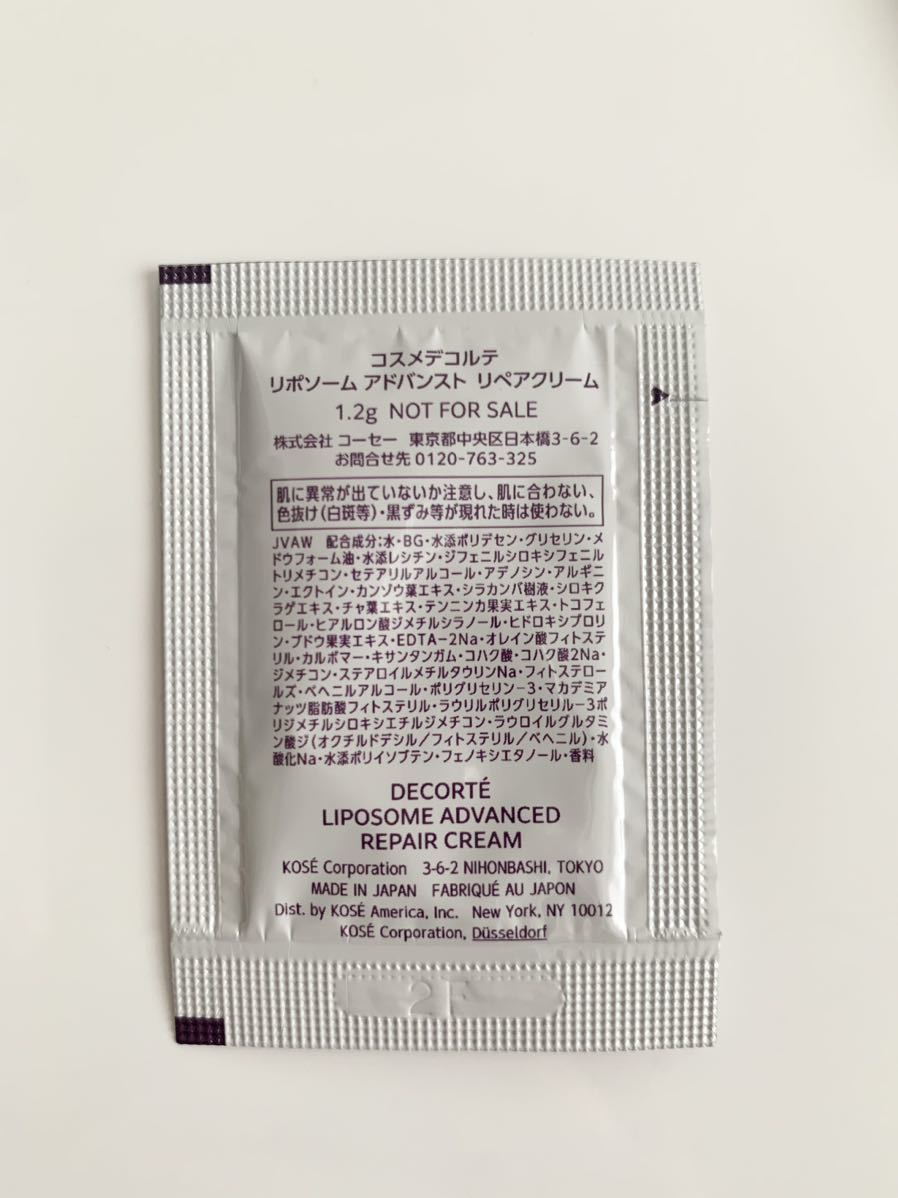 コスメデコルテ
リポソーム アドバンスト リペアクリーム
1.2g NOT FOR SALE
株式会社 コーセー 東京都中央区日本橋3-6-2
お問合せ先 0120-763-325
肌に異常が出ていないか注意し、肌に合わない、
色抜け(白斑等)・黒ずみ等が現れた時は使わない。
JVAW 配合成分:水・BG・水添ポリデセン・グリセリン・メ
ドウフォーム油・水添レシチン・ジフェニルシロキシフェニル
トリメチコン・セテアリルアルコール・アデノシン・アルギニ
ン・エクトイン・カンゾウ葉エキス・シラカンバ樹液・シロキク
ラゲエキス・チャ葉エキス・テンニンカ果実エキス・トコフェ
ロール・ヒアルロン酸ジメチルシラノール・ヒドロキシプロリ
ン・ブドウ果実エキス・EDTA-2Na・オレイン酸フィトステ
リル・カルボマー・キサンタンガム・コハク酸・コハク酸2Na・
ジメチコン・ステアロイルメチルタウリンNa・フィトステロー
ルズ・ベヘニルアルコール・ポリグリセリン-3・マカデミア
ナッツ脂肪酸フィトステリル・ラウリルポリグリセリル-3ポ
リジメチルシロキシエチルジメチコン・ラウロイルグルタミ
ン酸ジ(オクチルドデシル/フィトステリル/ベヘニル)・水
酸化Na・水添ポリイソブテン・フェノキシエタノール・香料
DECORTÉ
LIPOSOME ADVANCED
REPAIR CREAM
KOSÉ Corporation 3-6-2 NIHONBASHI, TOKYO
MADE IN JAPAN FABRIQUÉ AU JAPON
Dist. by KOSÉ America, Inc. New York, NY 10012
KOSÉ Corporation, Düsseldorf
2F